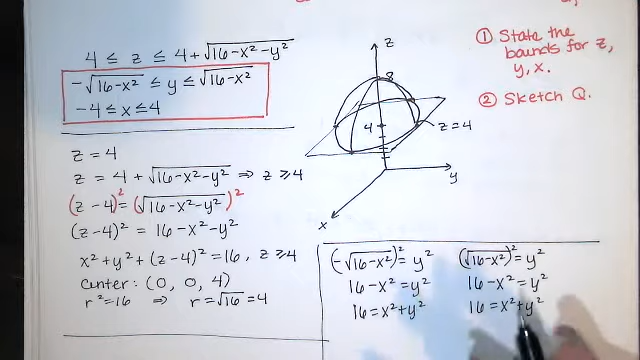 4 ≤ z ≤ 4+√(16-x²-y²)
-√(16-x²) ≤ y ≤ √(16-x²)
-4 ≤ x ≤ 4
z = 4
z = 4 + √(16-x²-y²) ⇒ z ≥ 4
(z-4)² = (√(16-x²-y²))²
(z-4)² = 16-x²-y²
x²+y²+(z-4)² = 16, z ≥ 4
center: (0, 0, 4)
r²=16 ⇒ r=√16=4
z
8
4
z=4
y
x
① State the
bounds for z,
y, x.
② Sketch Q.
(-√(16-x²))² = y²
16-x² = y²
16 = x²+y²
(√(16-x²))² = y²
16-x² = y²
16 = x²+y²